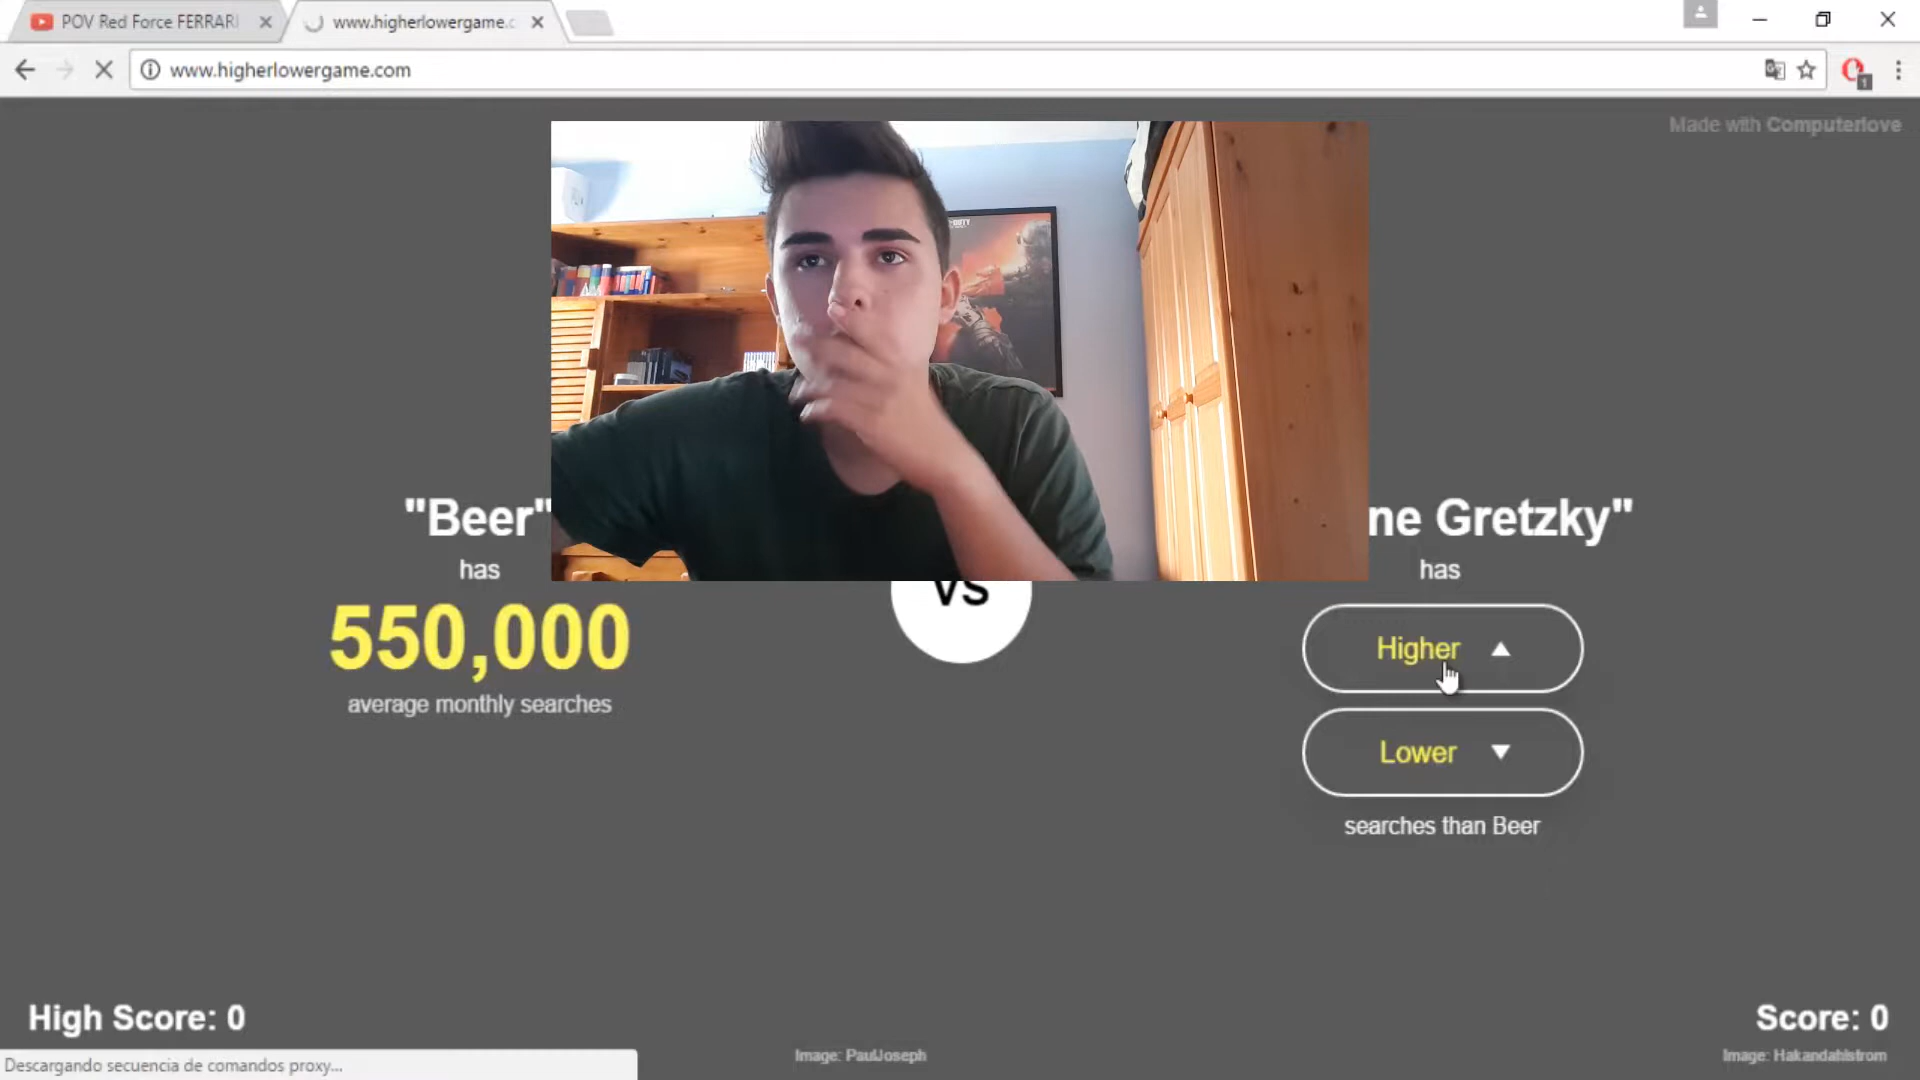 POV Red Force FERRARI
www.higherlowergame.c
www.higherlowergame.com
Made with Computerlove
"Beer"
has
550,000
average monthly searches
VS
ne Gretzky"
has
Higher
Lower
searches than Beer
High Score: 0
Score: 0
Descargando secuencia de comandos proxy...
Image: PaulJoseph
Image: Hakandahlstrom
1